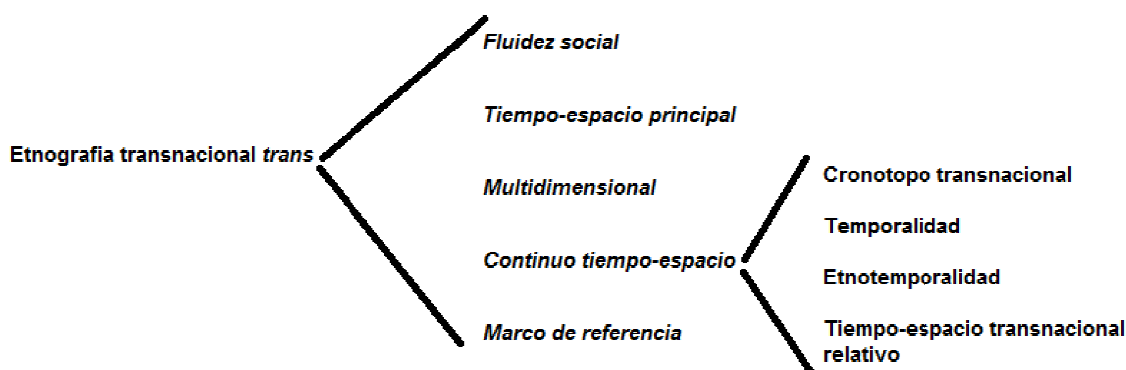 Etnografia transnacional trans
Fluidez social
Tiempo-espacio principal
Multidimensional
Continuo tiempo-espacio
Marco de referencia
Cronotopo transnacional
Temporalidad
Etnotemporalidad
Tiempo-espacio transnacional
relativo